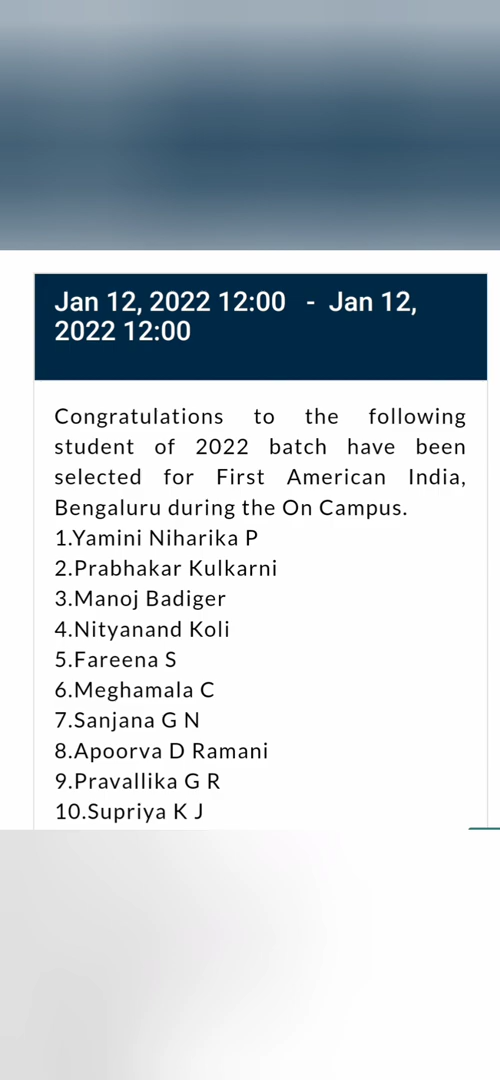 Jan 12, 2022 12:00 - Jan 12,
2022 12:00
Congratulations to the following
student of 2022 batch have been
selected for First American India,
Bengaluru during the On Campus.
1.Yamini Niharika P
2.Prabhakar Kulkarni
3.Manoj Badiger
4.Nityanand Koli
5.Fareena S
6.Meghamala C
7.Sanjana G N
8.Apoorva D Ramani
9.Pravallika G R
10.Supriya K J